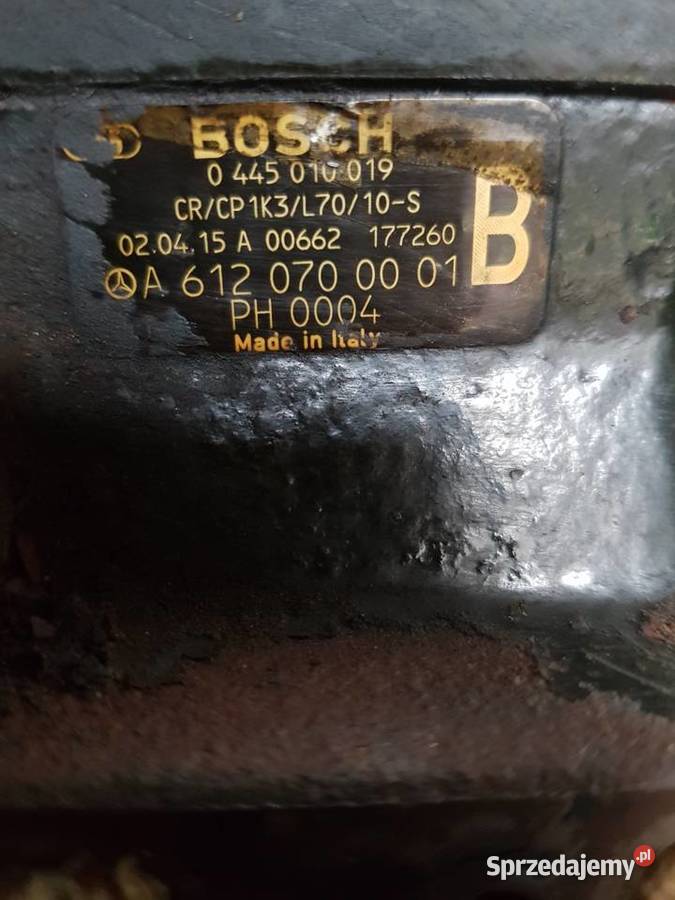 BOSCH
0 445 010 019
CR/CP1K3/L70/10-S
02.04.15 A 00662 177260
A 612 070 00 01
B
PH 0004
Made in Italy
Sprzedajemy.pl